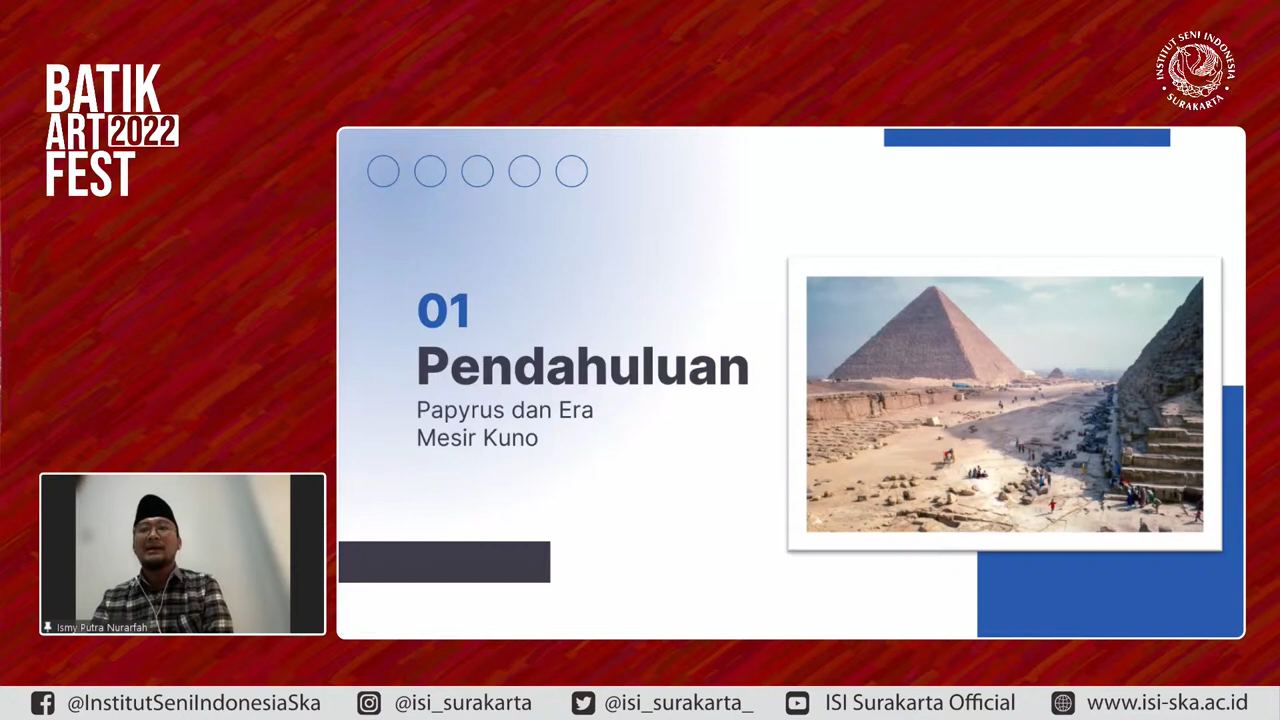 BATIK
ART 2022
FEST
INSTITUT SENI INDONESIA
• SURAKARTA •
01
Pendahuluan
Papyrus dan Era
Mesir Kuno
Ismy Putra Nurarfah
@InstitutSeniIndonesiaSka
@isi_surakarta
@isi_surakarta_
ISI Surakarta Official
www.isi-ska.ac.id